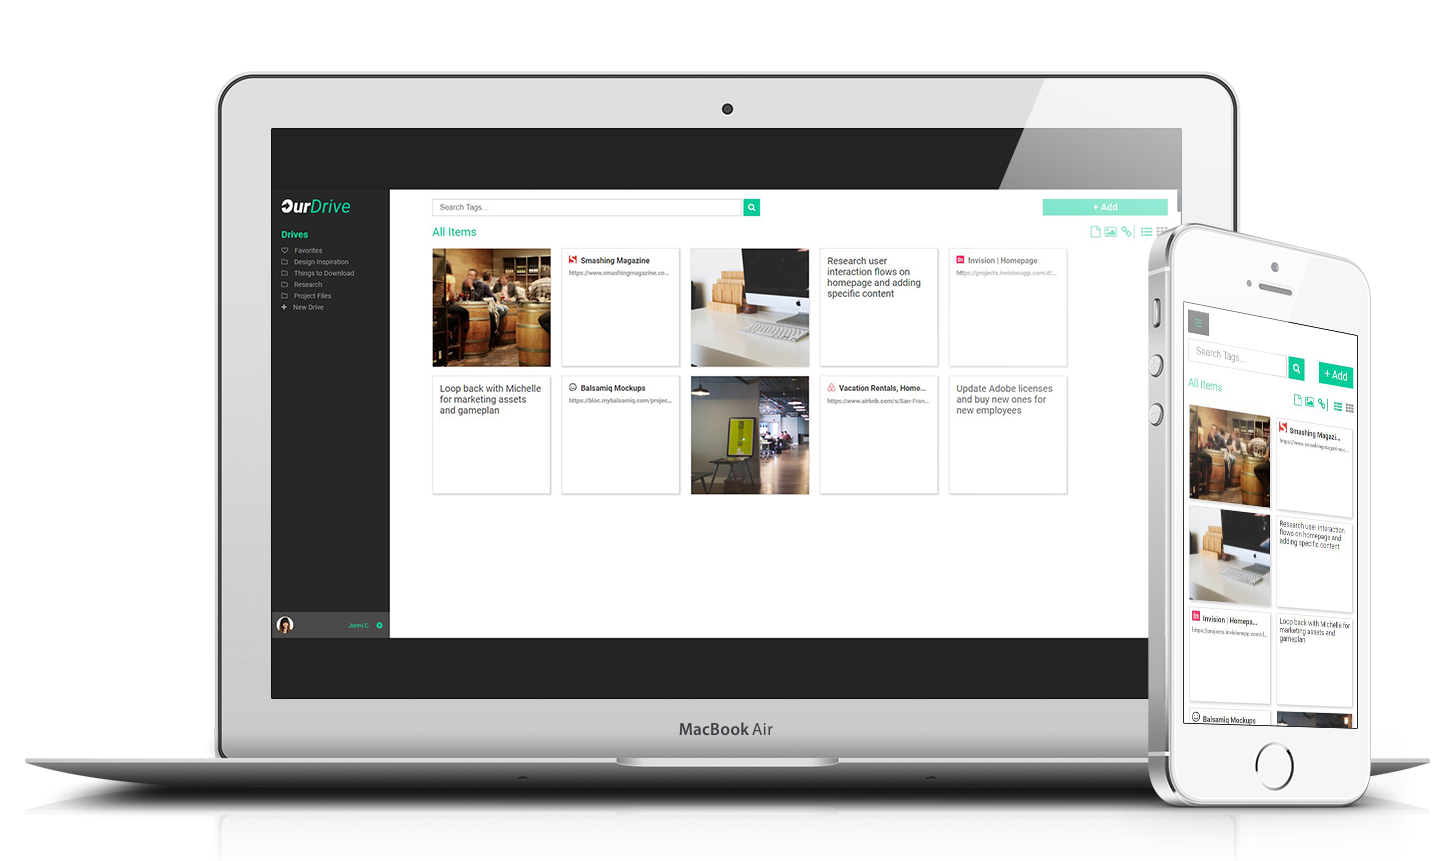 OurDrive
Drives
Favorites
Design Inspiration
Things to Download
Research
Project Files
+ New Drive
Jenni C.
Search Tags...
+ Add
All Items
Smashing Magazine
https://www.smashingmagazine.co...
Research user
interaction flows on
homepage and adding
specific content
Invision | Homepage
https://projects.invisionapp.com/d/...
Loop back with Michelle
for marketing assets
and gameplan
Balsamiq Mockups
https://bloc.mybalsamiq.com/projec...
Vacation Rentals, Home...
https://www.airbnb.com/s/San-Fran...
Update Adobe licenses
and buy new ones for
new employees
MacBook Air
Search Tags...
+ Add
All Items
Smashing Magazi...
https://www.smashingmagazine.c...
Research user interaction
flows on homepage and
adding specific content
in Invision | Homepa...
https://projects.invisionapp.com/d...
Loop back with Michelle for
marketing assets and
gameplan
Balsamiq Mockups